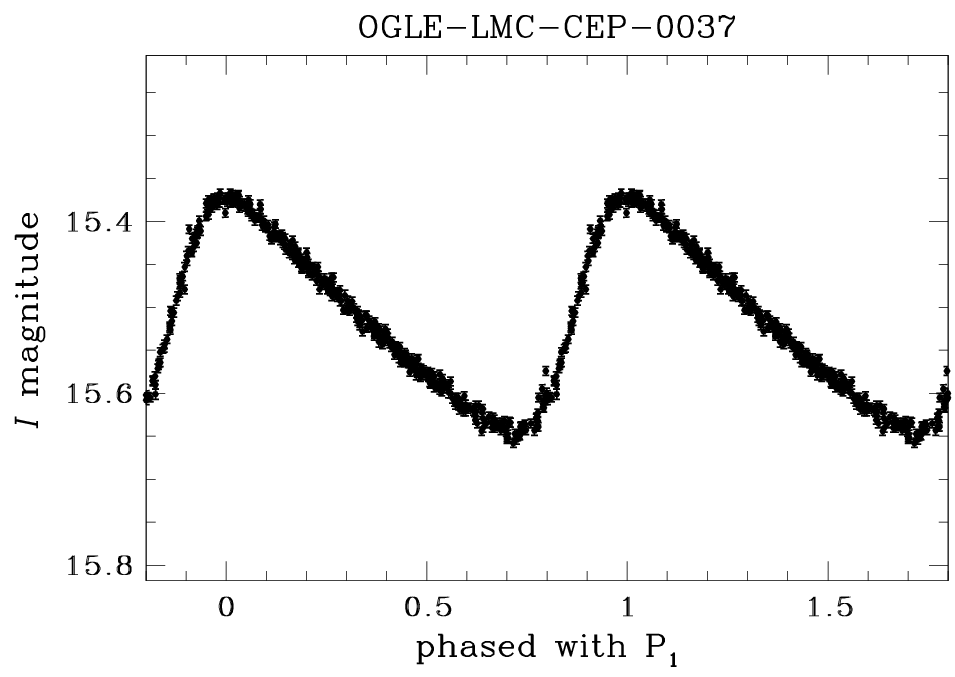 OGLE-LMC-CEP-0037
I magnitude
15.4
15.6
15.8
0 0.5 1 1.5
phased with P₁